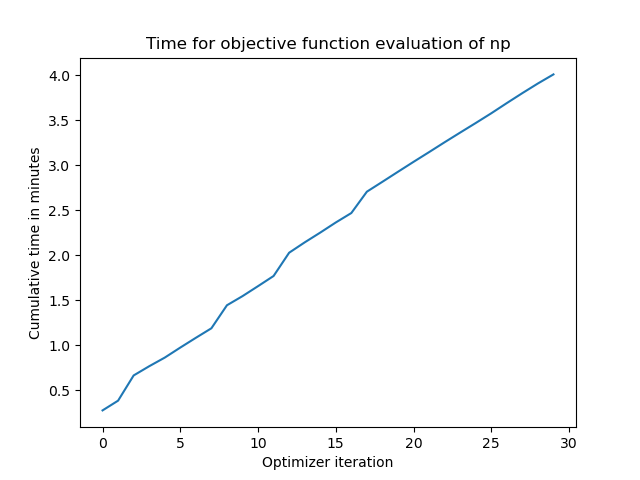 Time for objective function evaluation of np
Cumulative time in minutes
4.0
3.5
3.0
2.5
2.0
1.5
1.0
0.5
0 5 10 15 20 25 30
Optimizer iteration